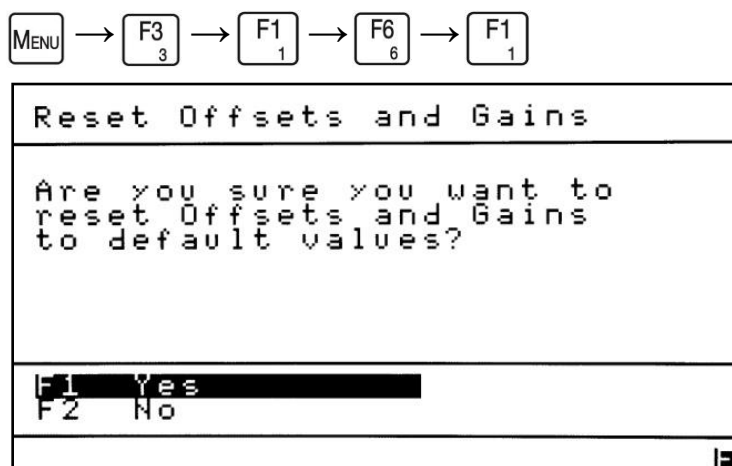 MENU → F3 3 → F1 1 → F6 6 → F1 1
Reset Offsets and Gains
Are you sure you want to
reset Offsets and Gains
to default values?
F1 Yes
F2 No